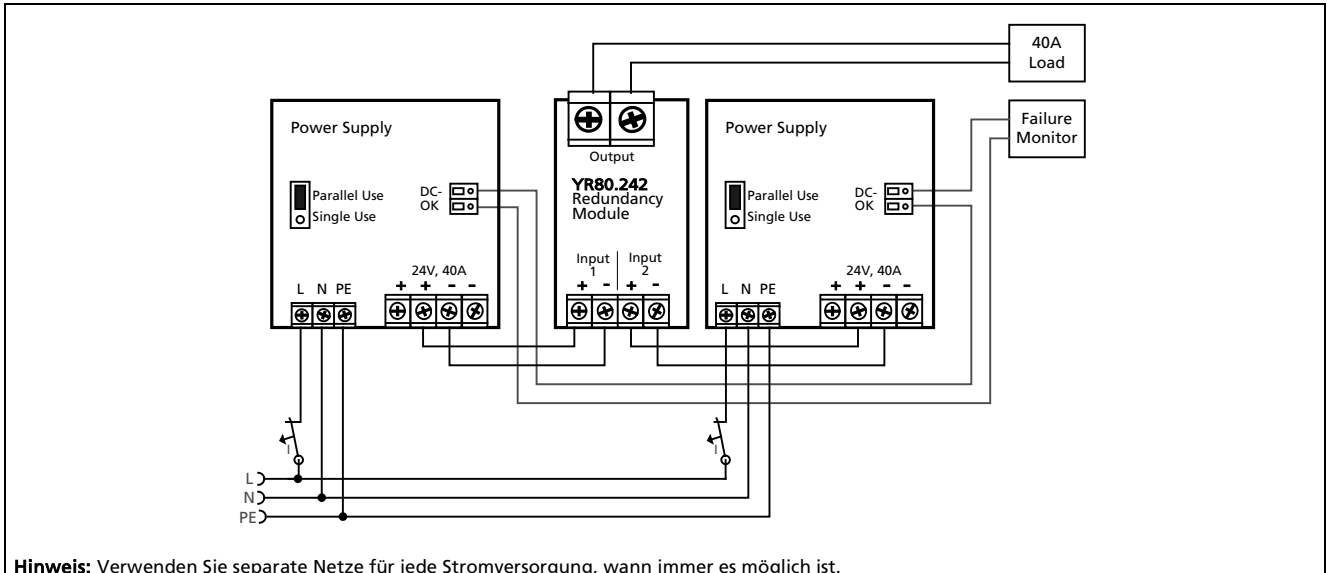 40A
Load
Failure
Monitor
Power Supply
Parallel Use
Single Use
DC-
OK
24V, 40A
+ + - -
L N PE
Output
YR80.242
Redundancy
Module
Input
1
Input
2
+ - + -
Power Supply
Parallel Use
Single Use
DC-
OK
24V, 40A
+ + - -
L N PE
I
I
L
N
PE
Hinweis: Verwenden Sie separate Netze für jede Stromversorgung, wann immer es möglich ist.